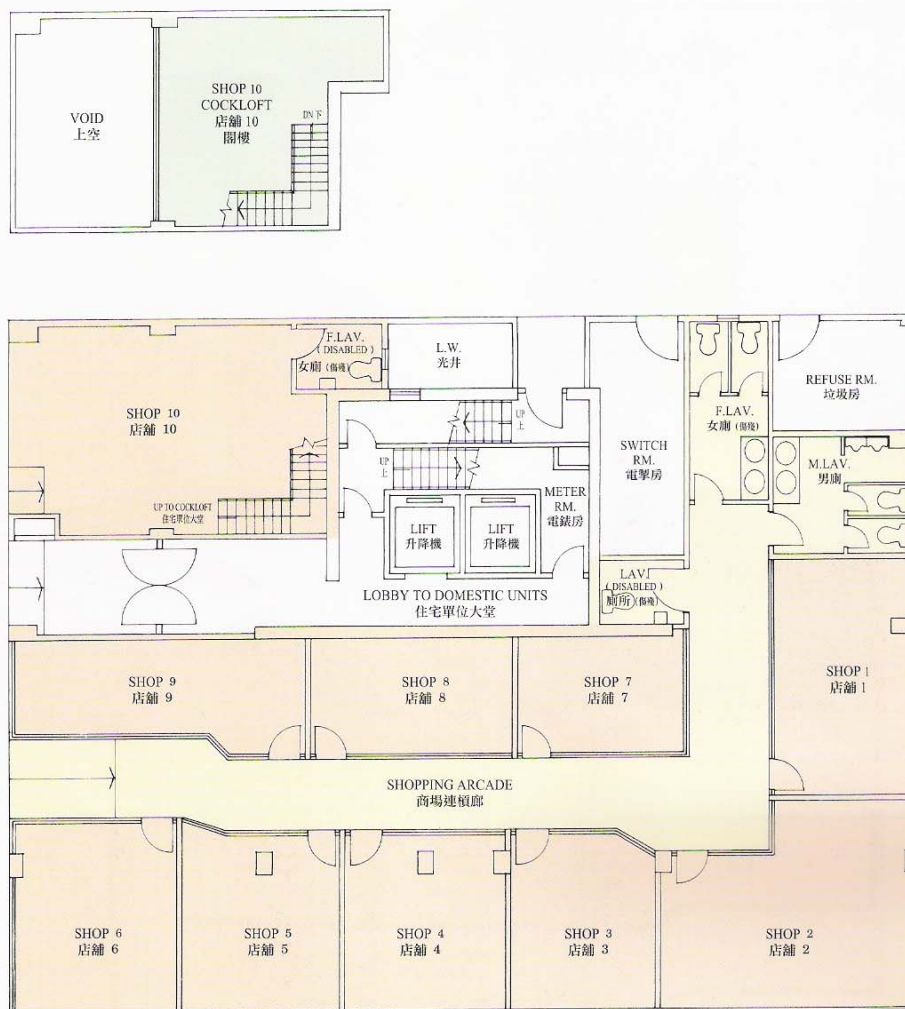 VOID
上空
SHOP 10
COCKLOFT
店舖 10
閣樓
DN 下
F.LAV.
( DISABLED )
女廁 (傷殘)
L.W.
光井
SHOP 10
店舖 10
UP
上
UP
上
UP TO COCKLOFT
住宅單位大堂
LIFT
升降機
LIFT
升降機
METER
RM.
電錶房
SWITCH
RM.
電掣房
F.LAV.
女廁 (傷殘)
REFUSE RM.
垃圾房
M.LAV.
男廁
LAV.
( DISABLED )
廁所 (傷殘)
LOBBY TO DOMESTIC UNITS
住宅單位大堂
SHOP 9
店舖 9
SHOP 8
店舖 8
SHOP 7
店舖 7
SHOP 1
店舖 1
SHOPPING ARCADE
商場連槓廊
SHOP 6
店舖 6
SHOP 5
店舖 5
SHOP 4
店舖 4
SHOP 3
店舖 3
SHOP 2
店舖 2